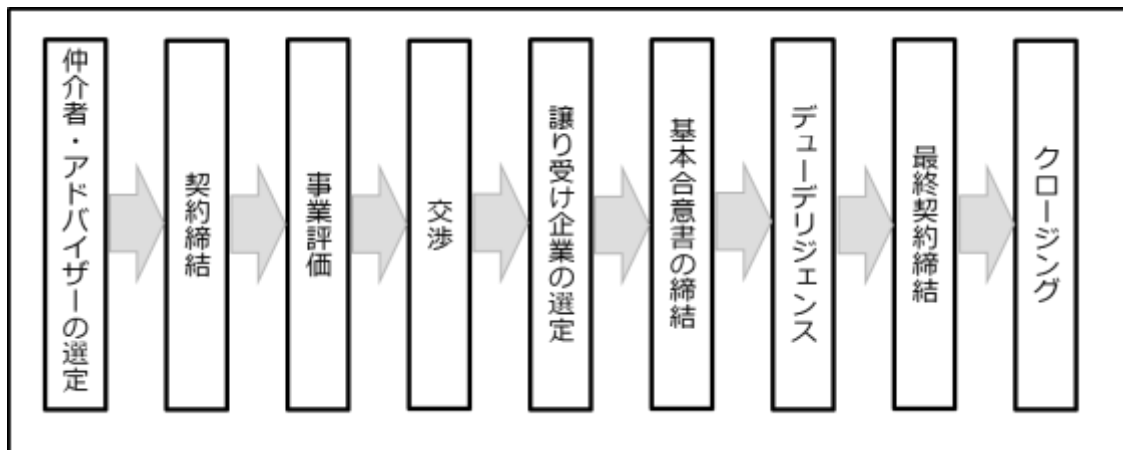 仲介者・アドバイザーの選定
契約締結
事業評価
交渉
譲り受け企業の選定
基本合意書の締結
デューデリジェンス
最終契約締結
クロージング